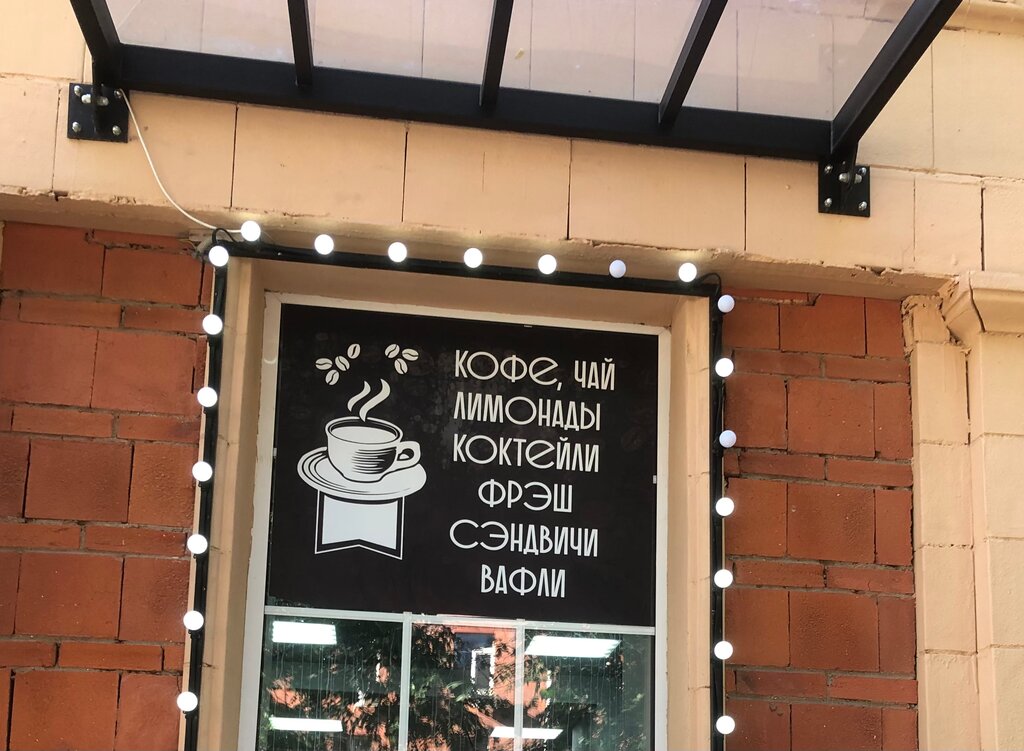 КОФЕ, ЧАЙ
ЛИМОНАДЫ
КОКТЕЙЛИ
ФРЭШ
СЭНДВИЧИ
ВАФЛИ